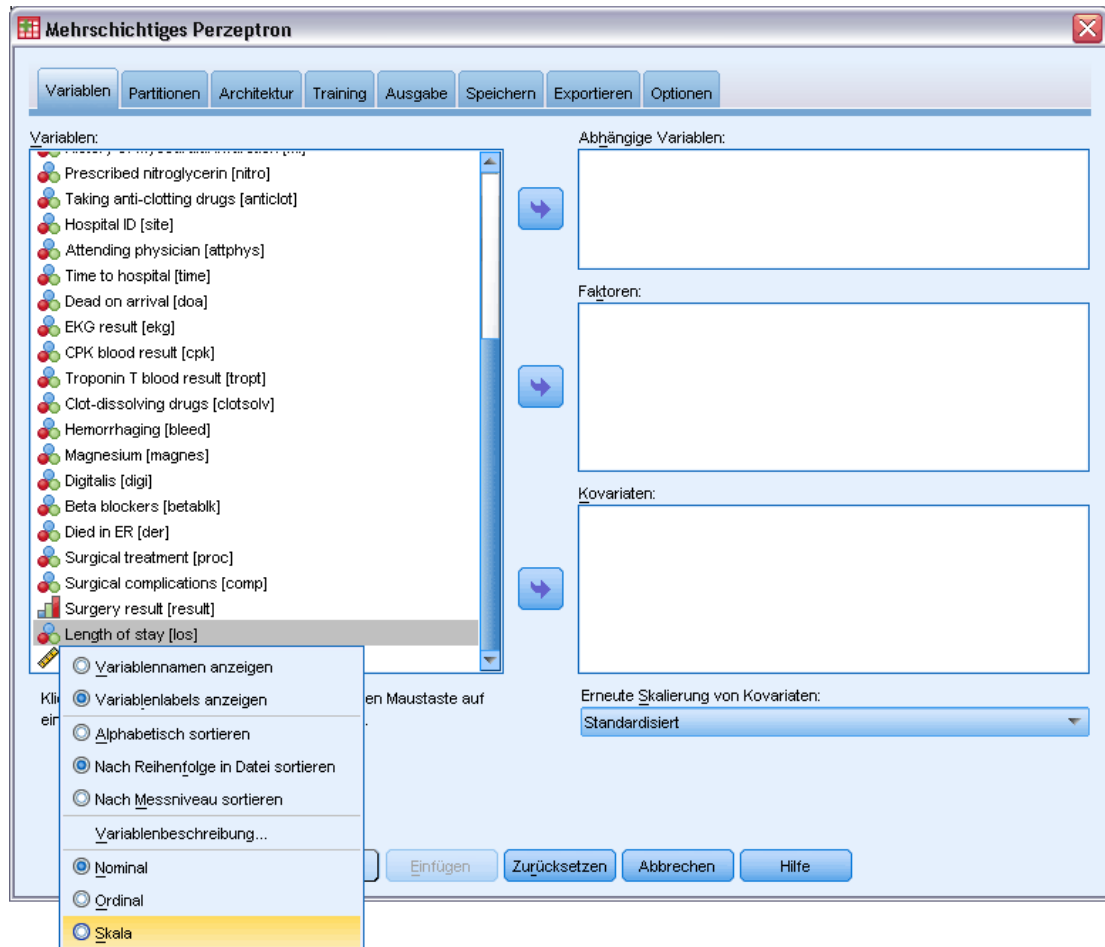 Mehrschichtiges Perzeptron
Variablen Partitionen Architektur Training Ausgabe Speichern Exportieren Optionen
Variablen:
Prescribed nitroglycerin [nitro]
Taking anti-clotting drugs [anticlot]
Hospital ID [site]
Attending physician [attphys]
Time to hospital [time]
Dead on arrival [doa]
EKG result [ekg]
CPK blood result [cpk]
Troponin T blood result [tropt]
Clot-dissolving drugs [clotsolv]
Hemorrhaging [bleed]
Magnesium [magnes]
Digitalis [digi]
Beta blockers [betablk]
Died in ER [der]
Surgical treatment [proc]
Surgical complications [comp]
Surgery result [result]
Length of stay [los]
Abhängige Variablen:
Faktoren:
Kovariaten:
Erneute Skalierung von Kovariaten:
Standardisiert
Kli
en Maustaste auf
ein
.
Variablennamen anzeigen
Variablenlabels anzeigen
Alphabetisch sortieren
Nach Reihenfolge in Datei sortieren
Nach Messniveau sortieren
Variablenbeschreibung...
Nominal
Ordinal
Skala
Einfügen Zurücksetzen Abbrechen Hilfe